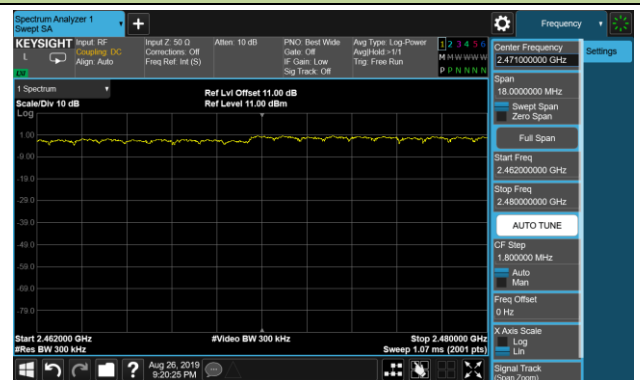 Spectrum Analyzer 1
Swept SA
+
Frequency
KEYSIGHT
L
LXI
Input: RF
Coupling: DC
Align: Auto
Input Z: 50 Ω
Corrections: Off
Freq Ref: Int (S)
Atten: 10 dB
PNO: Best Wide
Gate: Off
IF Gain: Low
Sig Track: Off
Avg Type: Log-Power
Avg|Hold:>1/1
Trig: Free Run
1 2 3 4 5 6
M W W W W W
P P N N N N
1 Spectrum
Scale/Div 10 dB
Log
Ref Lvl Offset 11.00 dB
Ref Level 11.00 dBm
1.00
-9.00
-19.0
-29.0
-39.0
-49.0
-59.0
-69.0
-79.0
Start 2.462000 GHz
#Res BW 300 kHz
#Video BW 300 kHz
Stop 2.480000 GHz
Sweep 1.07 ms (2001 pts)
Center Frequency
2.471000000 GHz
Settings
Span
18.0000000 MHz
Swept Span
Zero Span
Full Span
Start Freq
2.462000000 GHz
Stop Freq
2.480000000 GHz
AUTO TUNE
CF Step
1.800000 MHz
Auto
Man
Freq Offset
0 Hz
X Axis Scale
Log
Lin
Signal Track
(Span Zoom)
?
Aug 26, 2019
9:20:25 PM